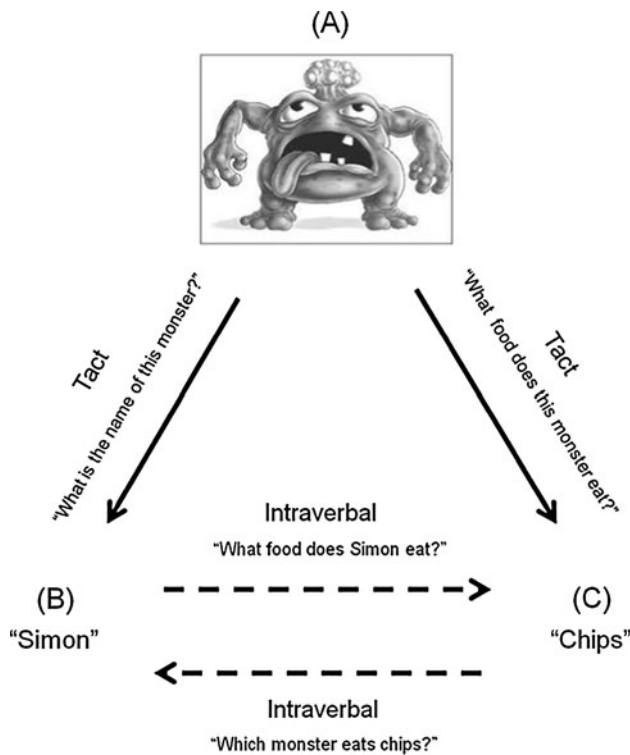 (A)
Tact
“What is the name of this monster?”
Tact
“What food does this monster eat?”
Intraverbal
“What food does Simon eat?”
(B)
“Simon”
(C)
“Chips”
Intraverbal
“Which monster eats chips?”